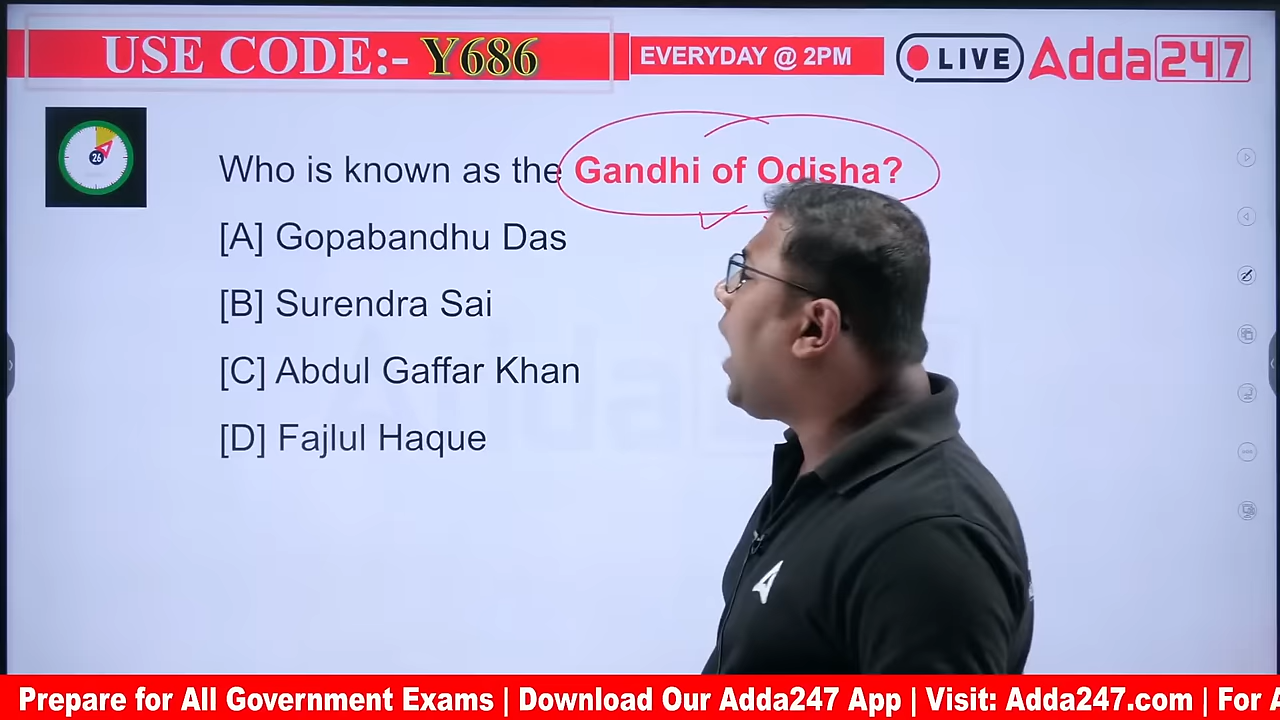 USE CODE:- Y686
EVERYDAY @ 2PM
LIVE
Adda247
26
Who is known as the Gandhi of Odisha?
[A] Gopabandhu Das
[B] Surendra Sai
[C] Abdul Gaffar Khan
[D] Fajlul Haque
Prepare for All Government Exams | Download Our Adda247 App | Visit: Adda247.com | For A